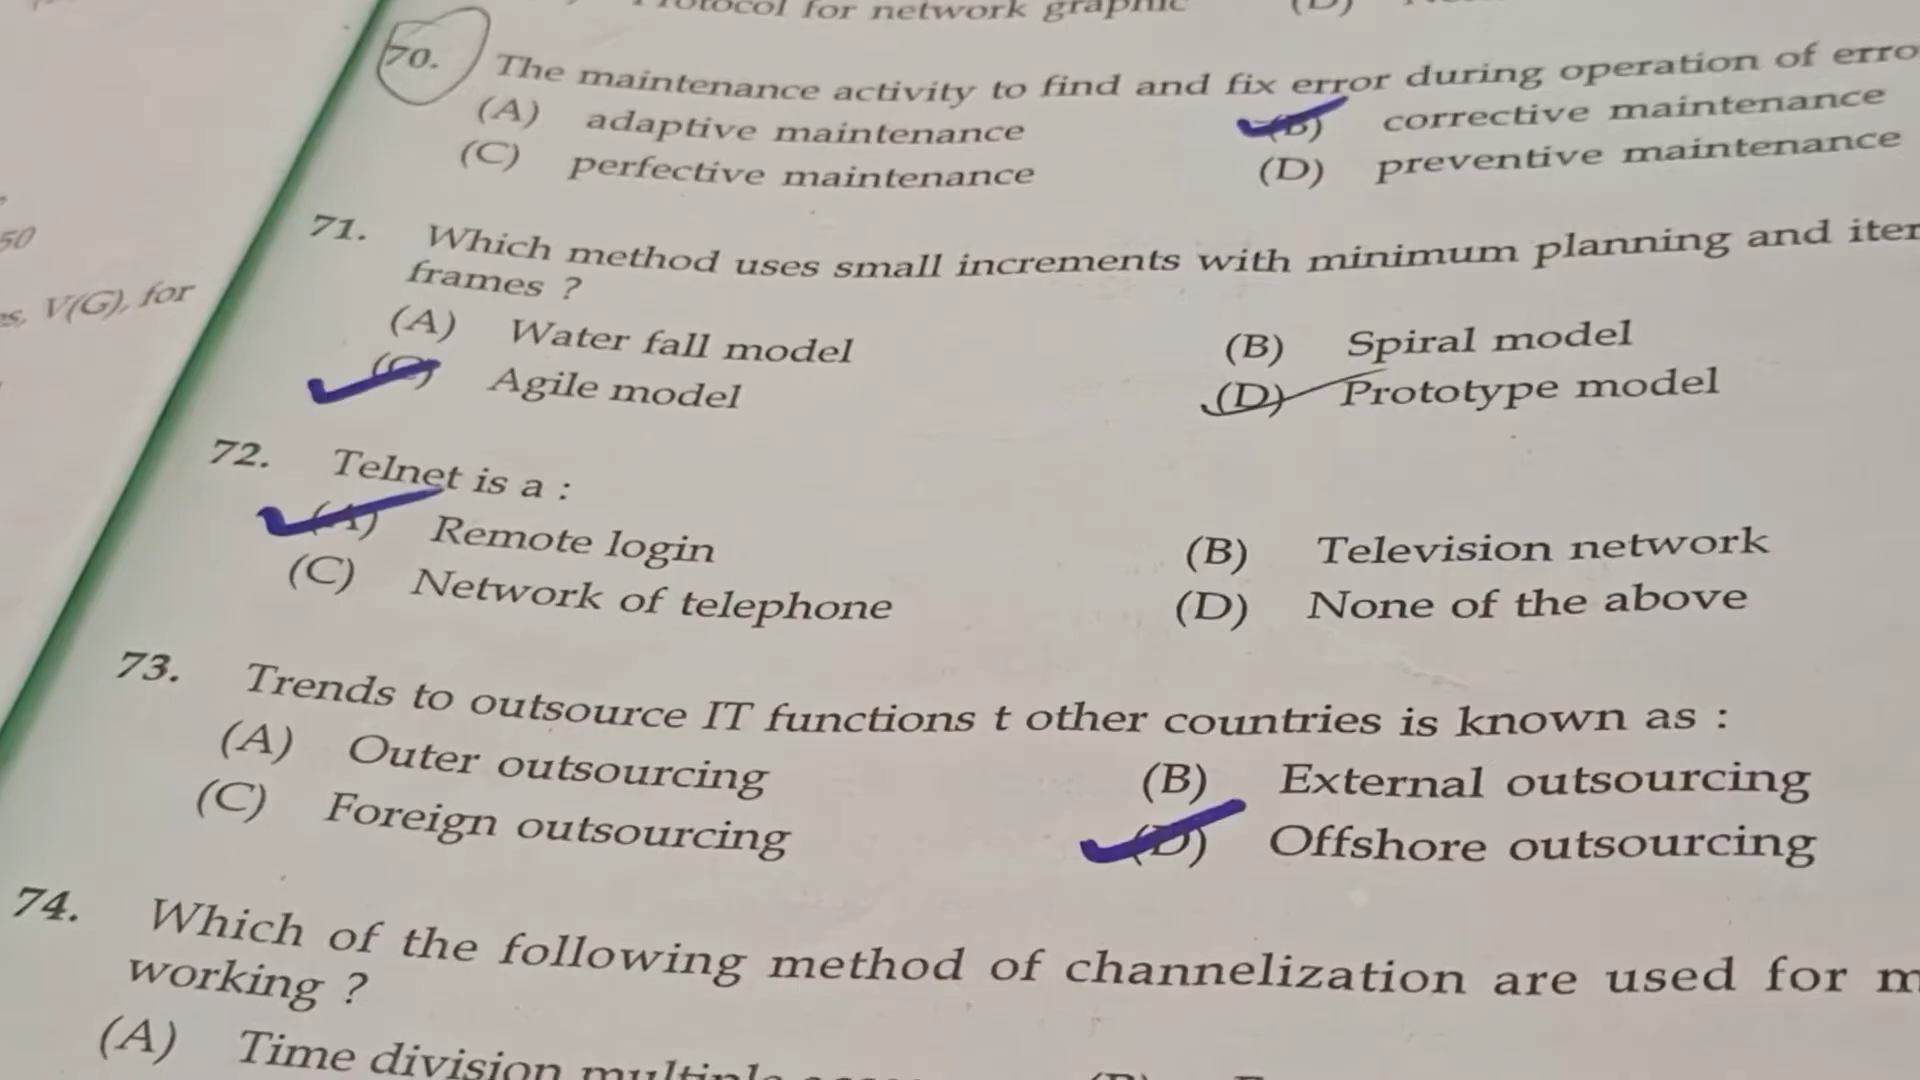 Protocol for network graphic (D)
70. The maintenance activity to find and fix error during operation of erro
(A) adaptive maintenance (B) corrective maintenance
(C) perfective maintenance (D) preventive maintenance
50
71. Which method uses small increments with minimum planning and iter
frames ?
V(G), for
(A) Water fall model (B) Spiral model
(C) Agile model (D) Prototype model
72. Telnet is a :
(A) Remote login (B) Television network
(C) Network of telephone (D) None of the above
73. Trends to outsource IT functions t other countries is known as :
(A) Outer outsourcing (B) External outsourcing
(C) Foreign outsourcing (D) Offshore outsourcing
74. Which of the following method of channelization are used for m
working ?
(A) Time division multiple